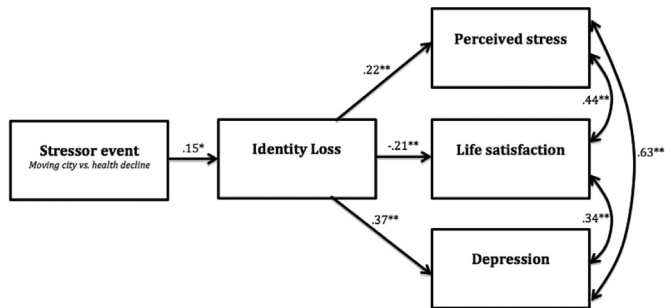 Perceived stress
.22**
.44**
Stressor event
Moving city vs. health decline
.15*
Identity Loss
-.21**
Life satisfaction
.63**
.37**
.34**
Depression